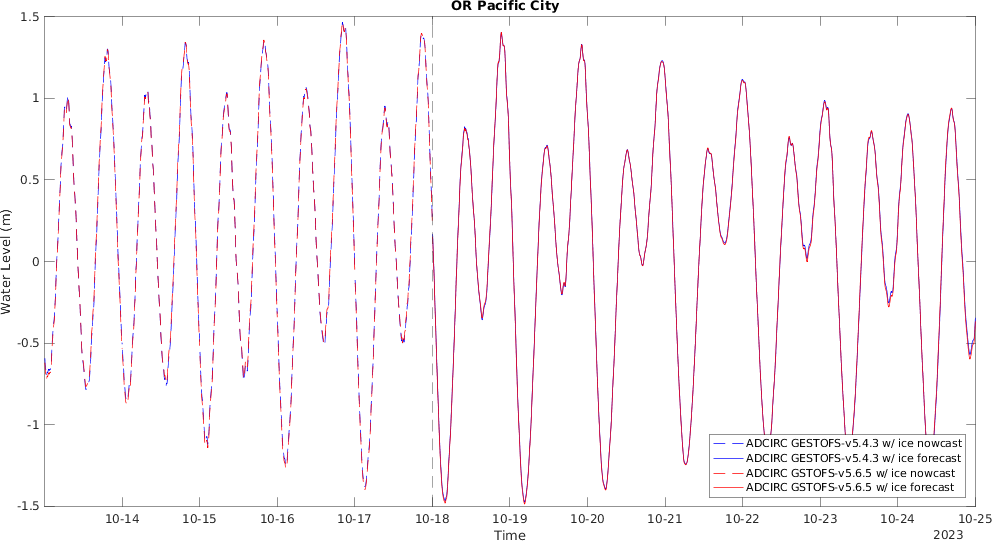 OR Pacific City
1.5
1
0.5
0
-0.5
-1
-1.5
Water Level (m)
ADCIRC GESTOFS-v5.4.3 w/ ice nowcast
ADCIRC GESTOFS-v5.4.3 w/ ice forecast
ADCIRC GSTOFS-v5.6.5 w/ ice nowcast
ADCIRC GSTOFS-v5.6.5 w/ ice forecast
10-14 10-15 10-16 10-17 10-18 10-19 10-20 10-21 10-22 10-23 10-24 10-25
Time
2023